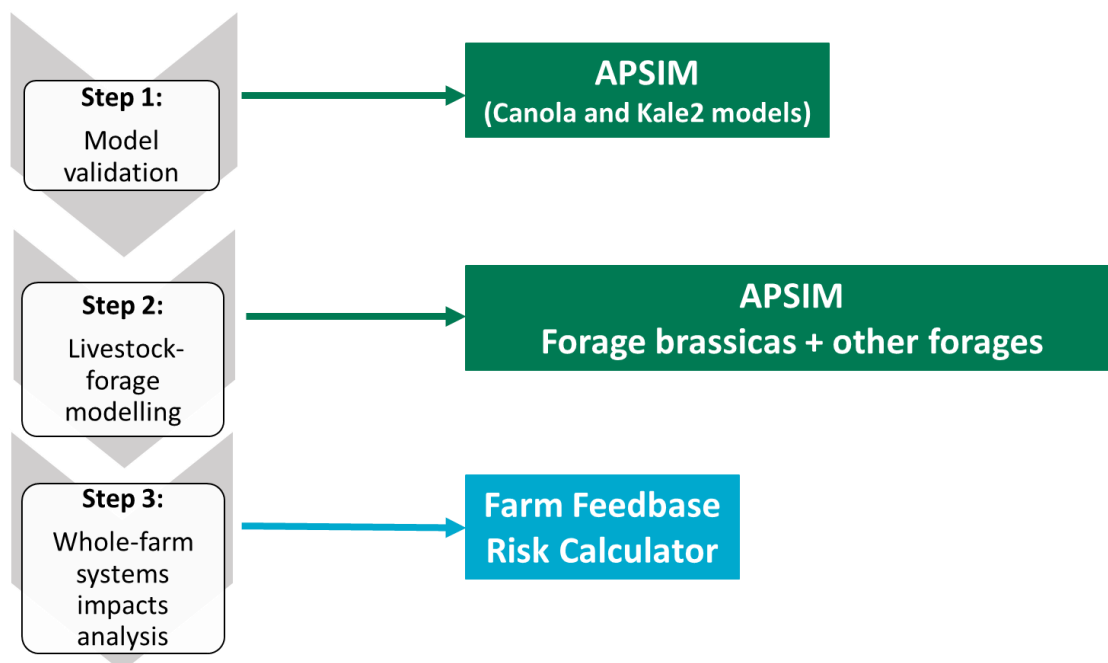 Step 1:
Model
validation
APSIM
(Canola and Kale2 models)
Step 2:
Livestock-
forage
modelling
APSIM
Forage brassicas + other forages
Step 3:
Whole-farm
systems
impacts
analysis
Farm Feedbase
Risk Calculator